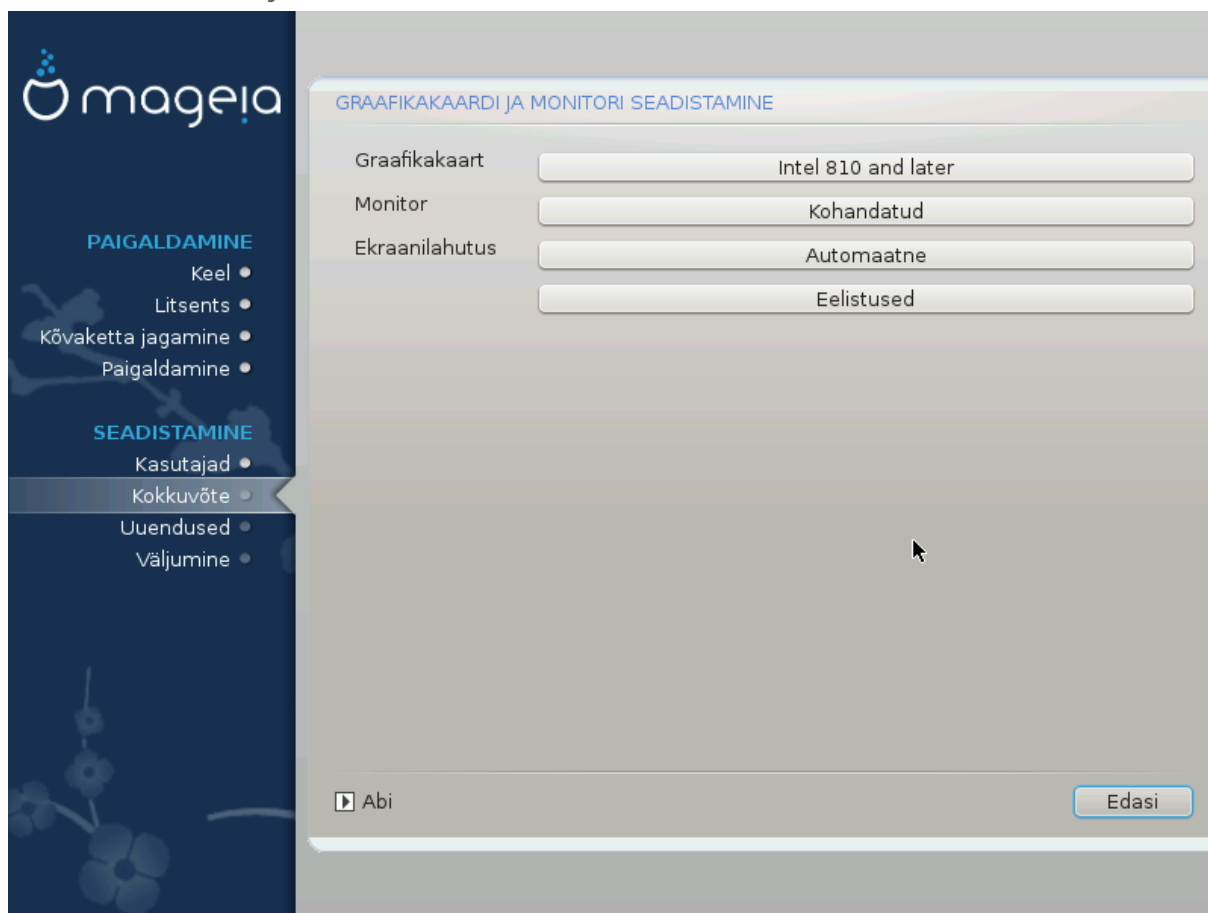 mageia
PAIGALDAMINE
Keel
Litsents
Kõvaketta jagamine
Paigaldamine
SEADISTAMINE
Kasutajad
Kokkuvõte
Uuendused
Väljumine
GRAAFIKAKAARDI JA MONITORI SEADISTAMINE
Graafikakaart
Intel 810 and later
Monitor
Kohandatud
Ekraanilahutus
Automaatne
Eelistused
Abi
Edasi